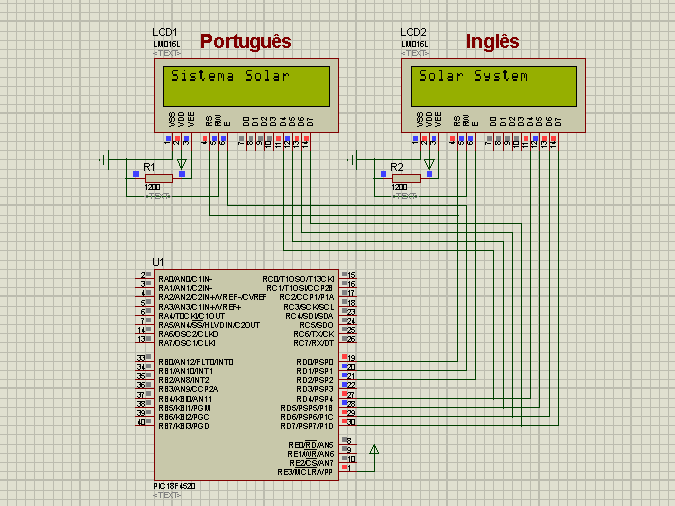 LCD1
LM016L
<TEXT>
Português
Sistema Solar
VSS
VDD
VEE
RS
RW
E
D0
D1
D2
D3
D4
D5
D6
D7
1
2
3
4
5
6
7
8
9
10
11
12
13
14
R1
1200
<TEXT>
LCD2
LM016L
<TEXT>
Inglês
Solar System
VSS
VDD
VEE
RS
RW
E
D0
D1
D2
D3
D4
D5
D6
D7
1
2
3
4
5
6
7
8
9
10
11
12
13
14
R2
1200
<TEXT>
U1
2 RA0/AN0/C1IN- RC0/T1OSO/T13CKI 15
3 RA1/AN1/C2IN- RC1/T1OSI/CCP2B 16
4 RA2/AN2/C2IN+/VREF-/CVREF RC2/CCP1/P1A 17
5 RA3/AN3/C1IN+/VREF+ RC3/SCK/SCL 18
6 RA4/T0CKI/C1OUT RC4/SDI/SDA 23
7 RA5/AN4/SS/HLVDIN/C2OUT RC5/SDO 24
14 RA6/OSC2/CLKO RC6/TX/CK 25
13 RA7/OSC1/CLKI RC7/RX/DT 26
33 RB0/AN12/FLT0/INT0 RD0/PSP0 19
34 RB1/AN10/INT1 RD1/PSP1 20
35 RB2/AN8/INT2 RD2/PSP2 21
36 RB3/AN9/CCP2A RD3/PSP3 22
37 RB4/KBI0/AN11 RD4/PSP4 27
38 RB5/KBI1/PGM RD5/PSP5/P1B 28
39 RB6/KBI2/PGC RD6/PSP6/P1C 29
40 RB7/KBI3/PGD RD7/PSP7/P1D 30
RE0/RD/AN5 8
RE1/WR/AN6 9
RE2/CS/AN7 10
RE3/MCLR/VPP 1
PIC18F4520
<TEXT>